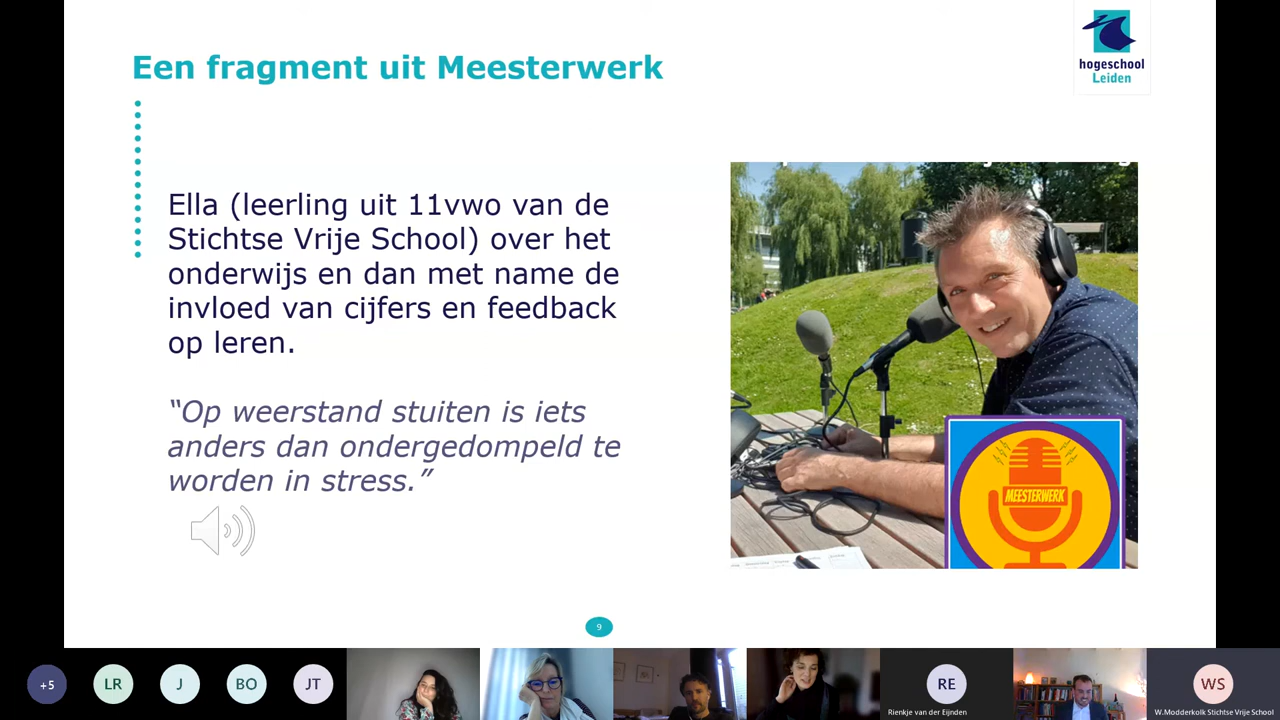 Een fragment uit Meesterwerk
hogeschool
Leiden
Ella (leerling uit 11vwo van de
Stichtse Vrije School) over het
onderwijs en dan met name de
invloed van cijfers en feedback
op leren.
“Op weerstand stuiten is iets
anders dan ondergedompeld te
worden in stress.”
MEESTERWERK
9
+5
LR
J
BO
JT
RE
Rienkje van der Eijnden
WS
W.Modderkolk Stichtse Vrije School